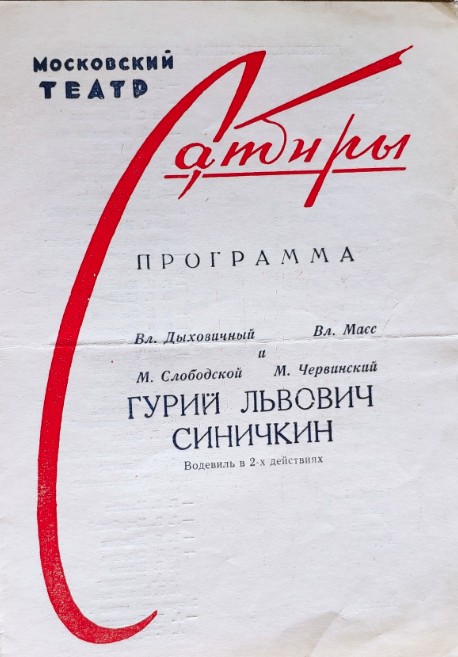 Московский
ТЕАТР
Сатиры
ПРОГРАММА
Вл. Дыховичный Вл. Масс
и
М. Слободской М. Червинский
ГУРИЙ ЛЬВОВИЧ
СИНИЧКИН
Водевиль в 2-х действиях